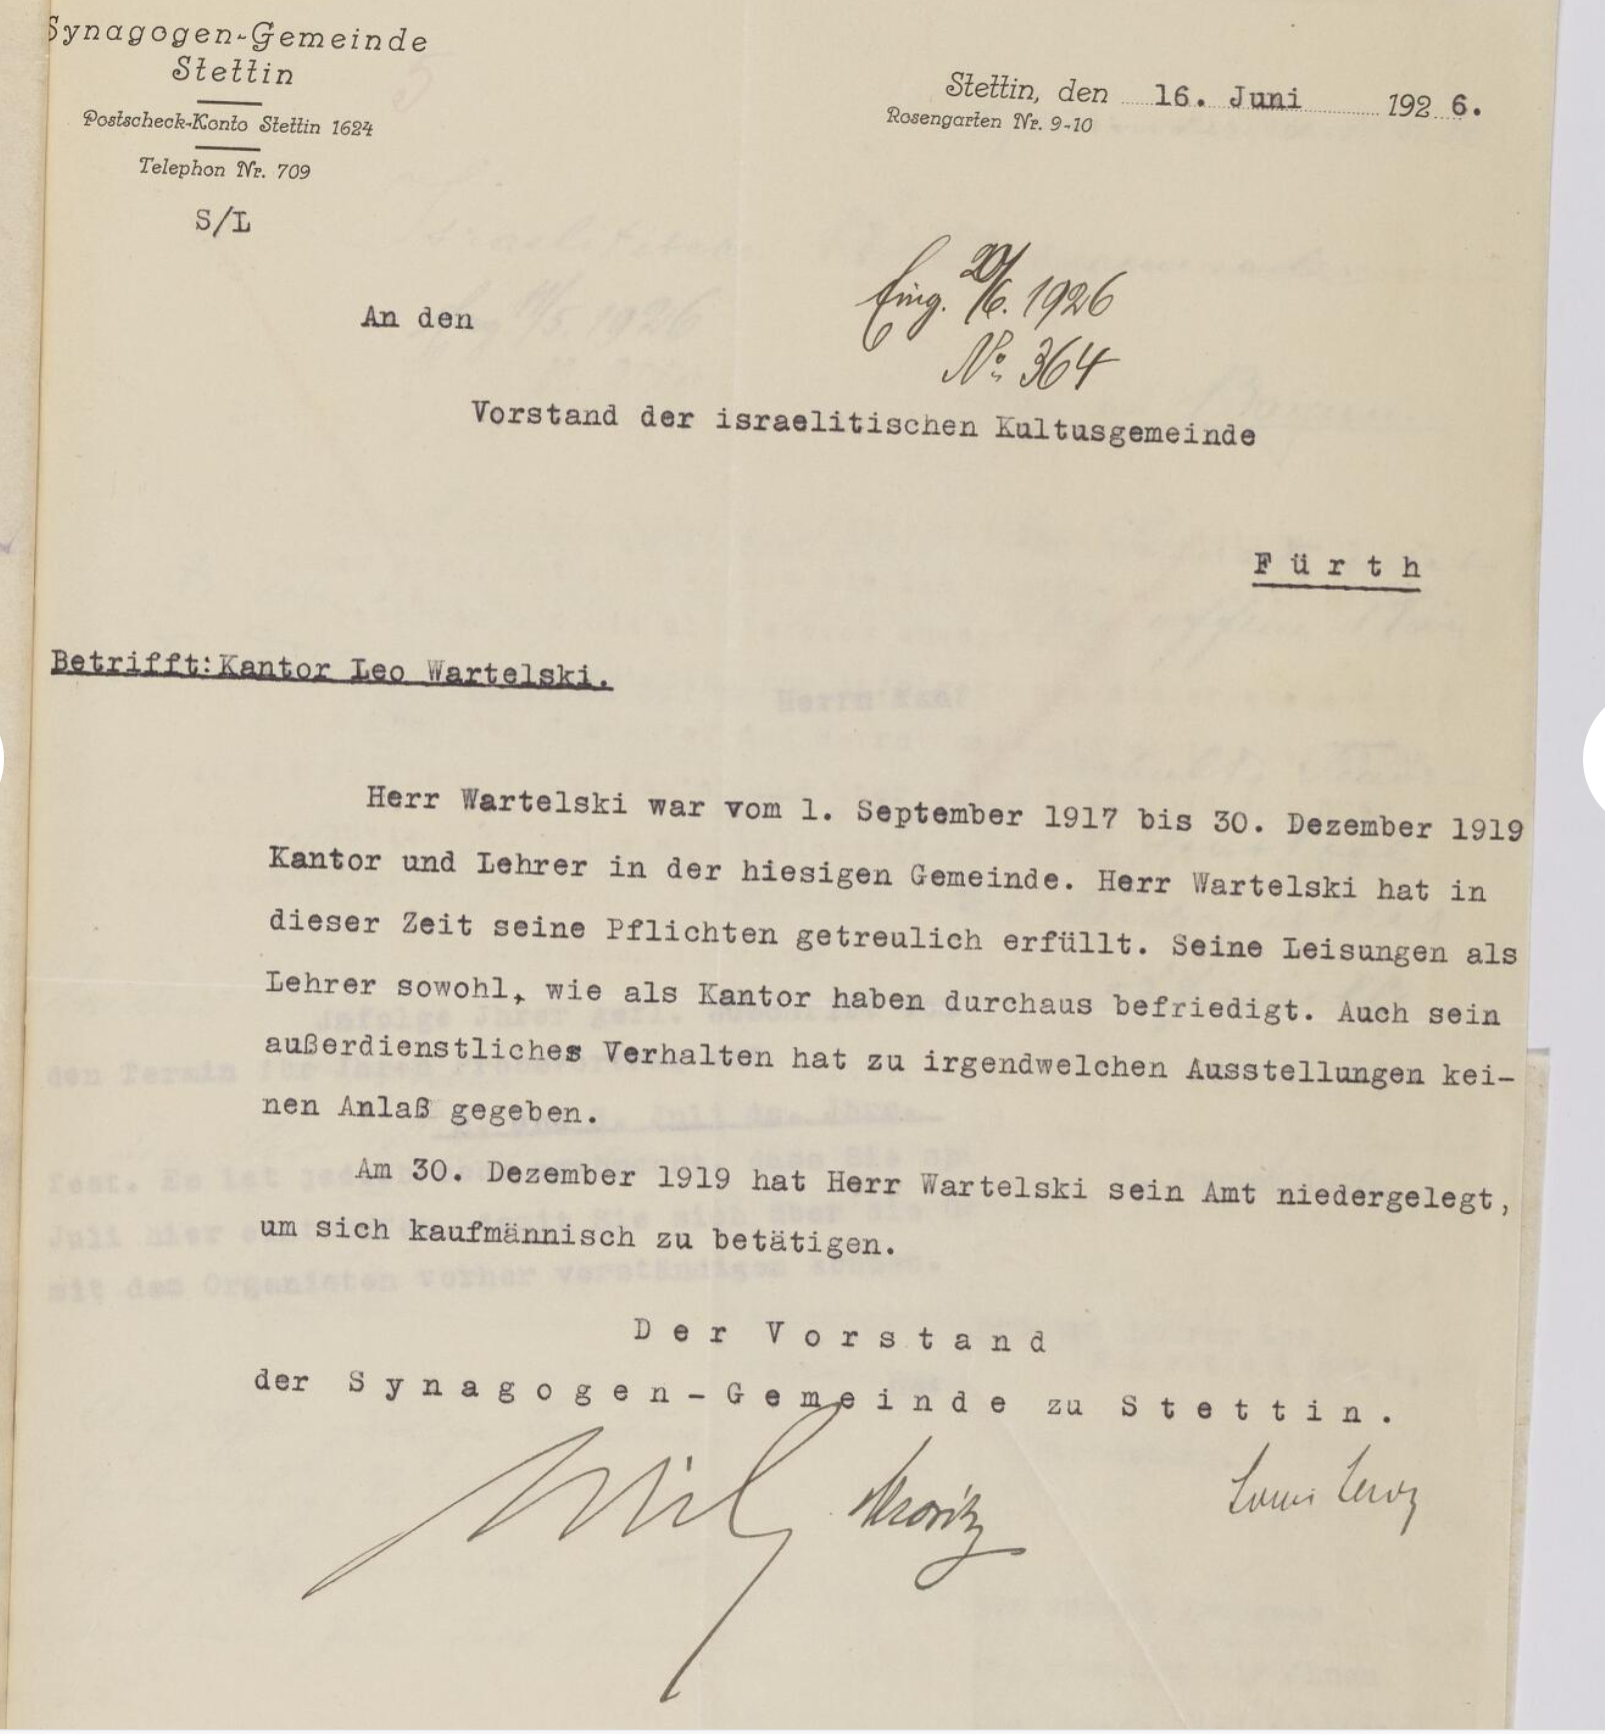 Synagogen-Gemeinde
Stettin
Postscheck-Konto Stettin 1624
Telephon Nr. 709
S/L
Stettin, den 16. Juni 1926.
Rosengarten Nr. 9-10
Eing. /6. 1926
No. 364
An den
Vorstand der israelitischen Kultusgemeinde
Fürth
Betrifft: Kantor Leo Wartelski.
Herr Wartelski war vom 1. September 1917 bis 30. Dezember 1919
Kantor und Lehrer in der hiesigen Gemeinde. Herr Wartelski hat in
dieser Zeit seine Pflichten getreulich erfüllt. Seine Leisungen als
Lehrer sowohl, wie als Kantor haben durchaus befriedigt. Auch sein
außerdienstliches Verhalten hat zu irgendwelchen Ausstellungen kei-
nen Anlaß gegeben.
Am 30. Dezember 1919 hat Herr Wartelski sein Amt niedergelegt,
um sich kaufmännisch zu betätigen.
Der Vorstand
der Synagogen-Gemeinde zu Stettin.
Moritz
Louis